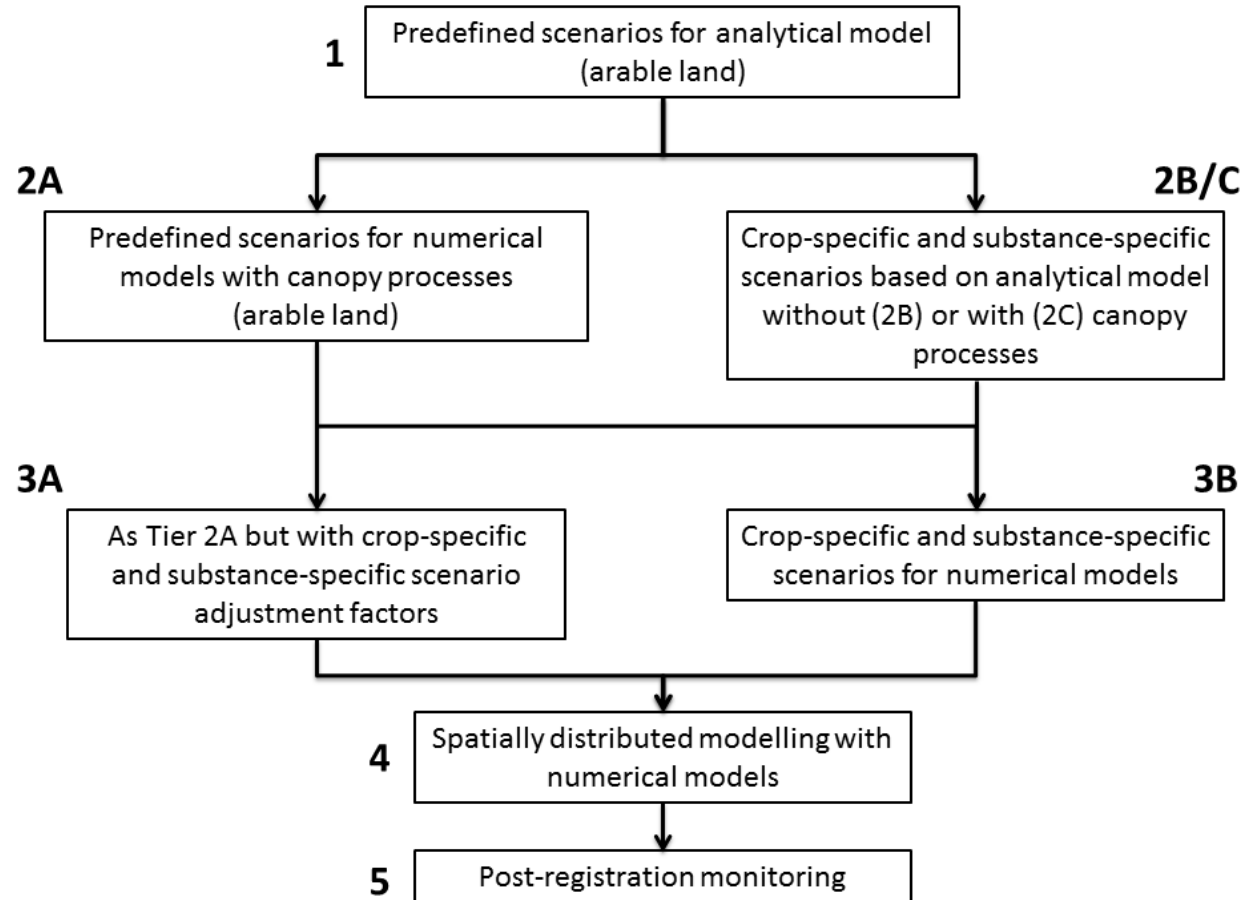 1
Predefined scenarios for analytical model
(arable land)
2A
Predefined scenarios for numerical
models with canopy processes
(arable land)
2B/C
Crop-specific and substance-specific
scenarios based on analytical model
without (2B) or with (2C) canopy
processes
3A
As Tier 2A but with crop-specific
and substance-specific scenario
adjustment factors
3B
Crop-specific and substance-specific
scenarios for numerical models
4
Spatially distributed modelling with
numerical models
5
Post-registration monitoring